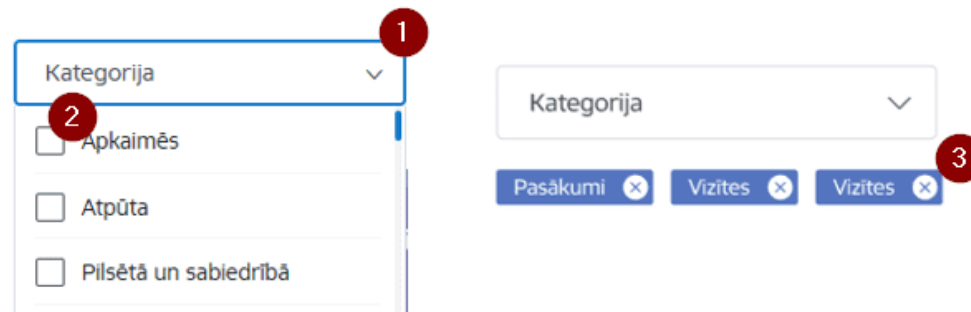 1
Kategorija
2
Apkaimēs
Atpūta
Pilsētā un sabiedrībā
Kategorija
3
Pasākumi Vizītes Vizītes